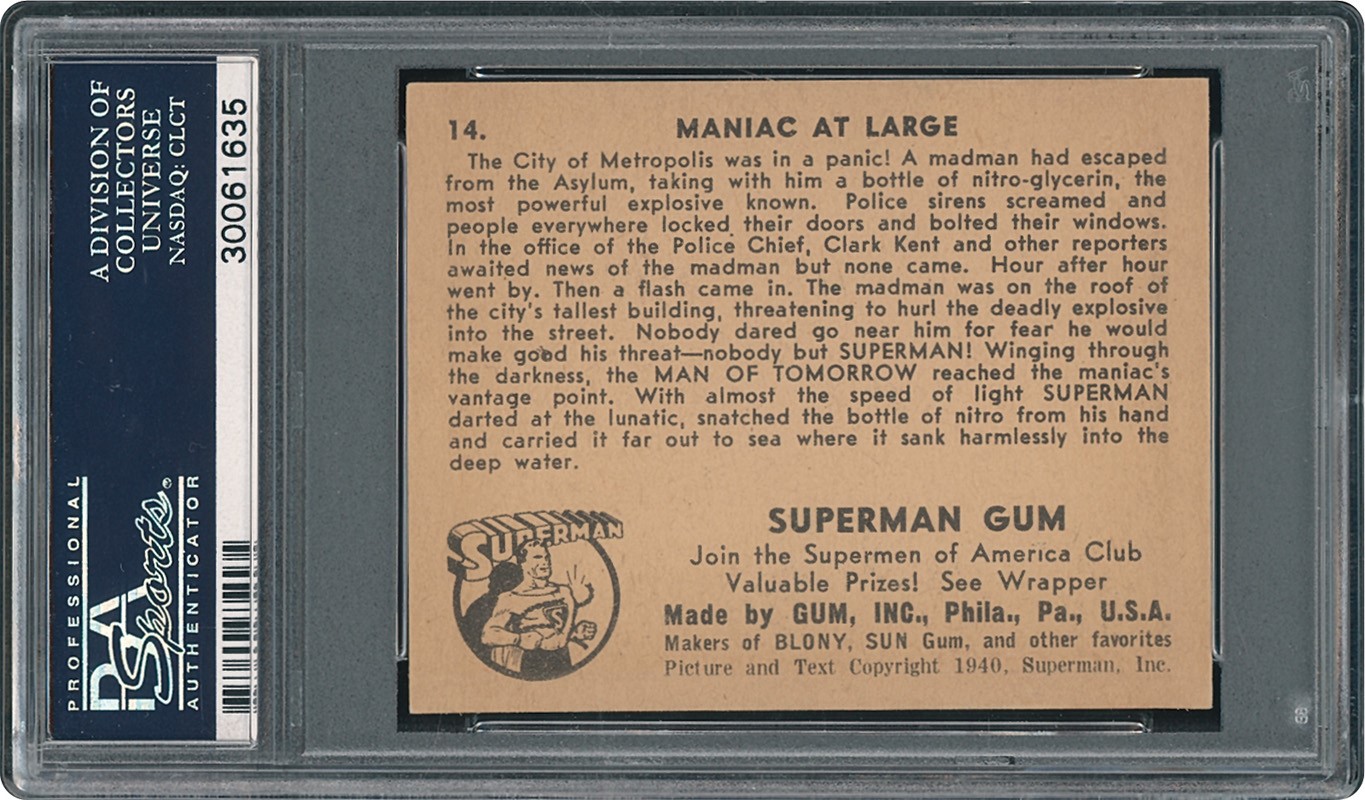 A DIVISION OF
COLLECTORS
UNIVERSE
NASDAQ: CLCT
30061635
PROFESSIONAL
PSA
Sports®
AUTHENTICATOR
14. MANIAC AT LARGE
The City of Metropolis was in a panic! A madman had escaped
from the Asylum, taking with him a bottle of nitro-glycerin, the
most powerful explosive known. Police sirens screamed and
people everywhere locked their doors and bolted their windows.
In the office of the Police Chief, Clark Kent and other reporters
awaited news of the madman but none came. Hour after hour
went by. Then a flash came in. The madman was on the roof of
the city's tallest building, threatening to hurl the deadly explosive
into the street. Nobody dared go near him for fear he would
make good his threat—nobody but SUPERMAN! Winging through
the darkness, the MAN OF TOMORROW reached the maniac's
vantage point. With almost the speed of light SUPERMAN
darted at the lunatic, snatched the bottle of nitro from his hand
and carried it far out to sea where it sank harmlessly into the
deep water.
SUPERMAN
S
SUPERMAN GUM
Join the Supermen of America Club
Valuable Prizes! See Wrapper
Made by GUM, INC., Phila., Pa., U.S.A.
Makers of BLONY, SUN Gum, and other favorites
Picture and Text Copyright 1940, Superman, Inc.